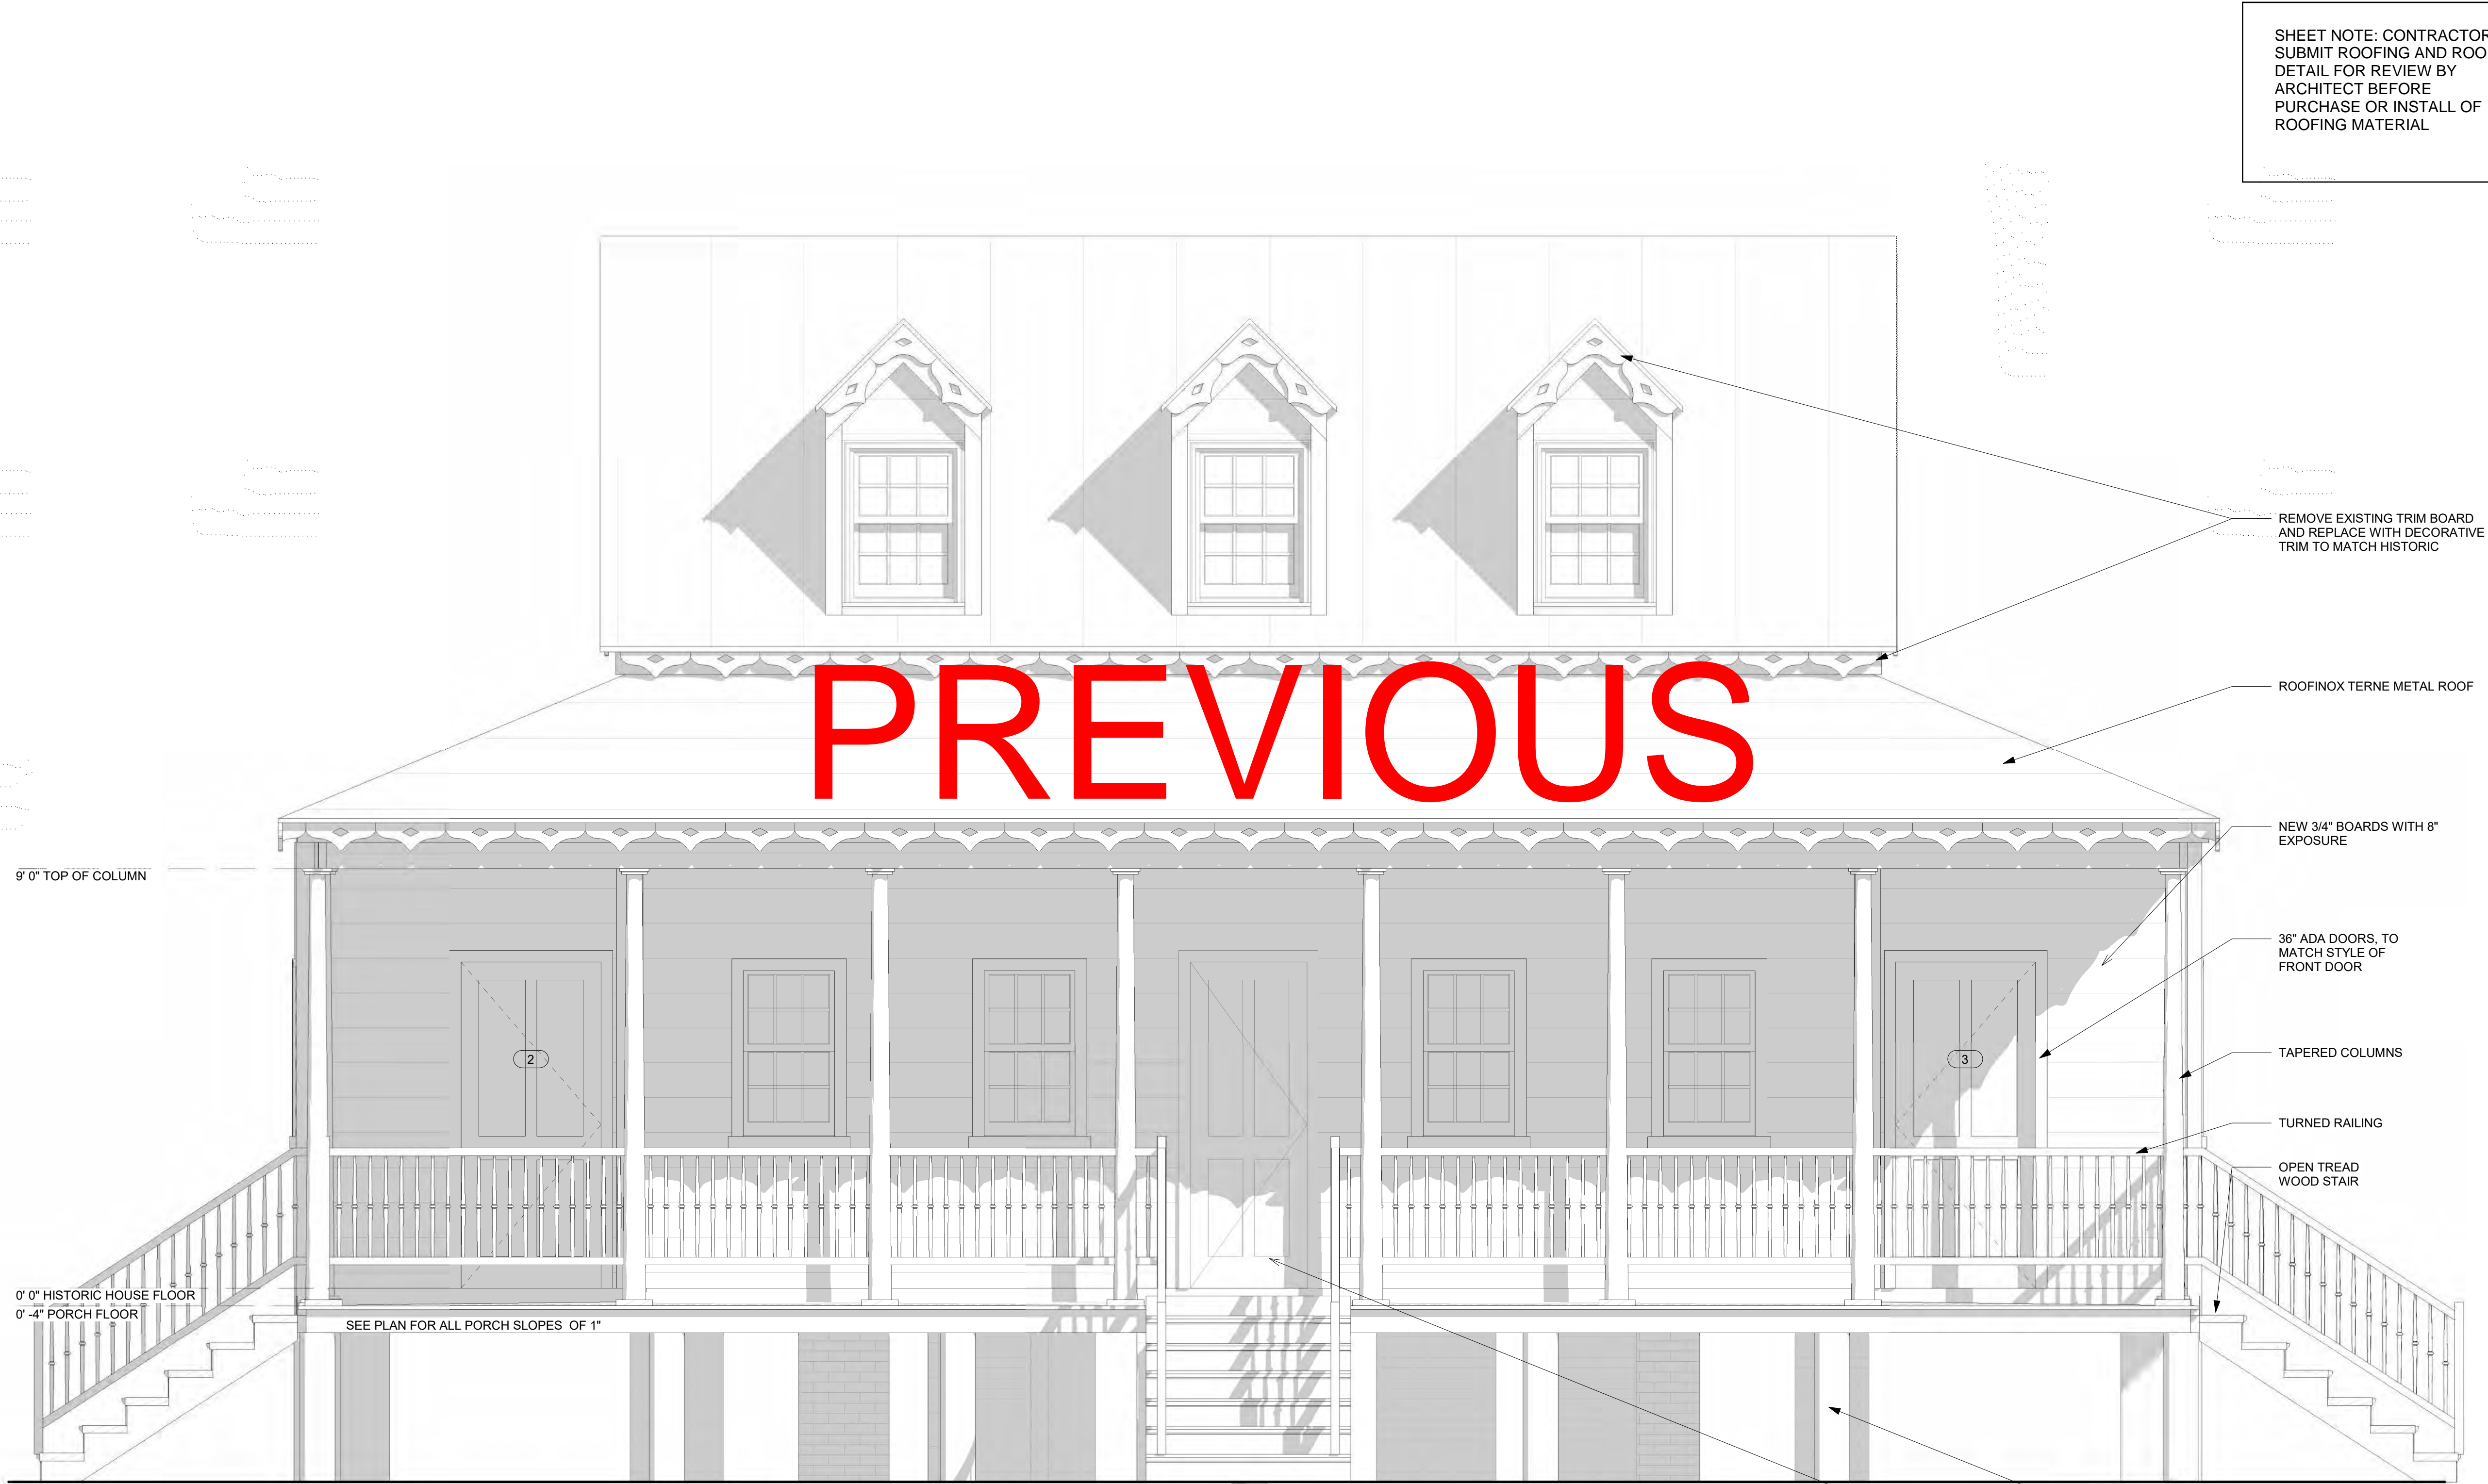 SHEET NOTE: CONTRACTOR
SUBMIT ROOFING AND ROO
DETAIL FOR REVIEW BY
ARCHITECT BEFORE
PURCHASE OR INSTALL OF
ROOFING MATERIAL
REMOVE EXISTING TRIM BOARD
AND REPLACE WITH DECORATIVE
TRIM TO MATCH HISTORIC
PREVIOUS
ROOFINOX TERNE METAL ROOF
NEW 3/4" BOARDS WITH 8"
EXPOSURE
9' 0" TOP OF COLUMN
36" ADA DOORS, TO
MATCH STYLE OF
FRONT DOOR
2
3
TAPERED COLUMNS
TURNED RAILING
OPEN TREAD
WOOD STAIR
0' 0" HISTORIC HOUSE FLOOR
0' -4" PORCH FLOOR
SEE PLAN FOR ALL PORCH SLOPES OF 1"